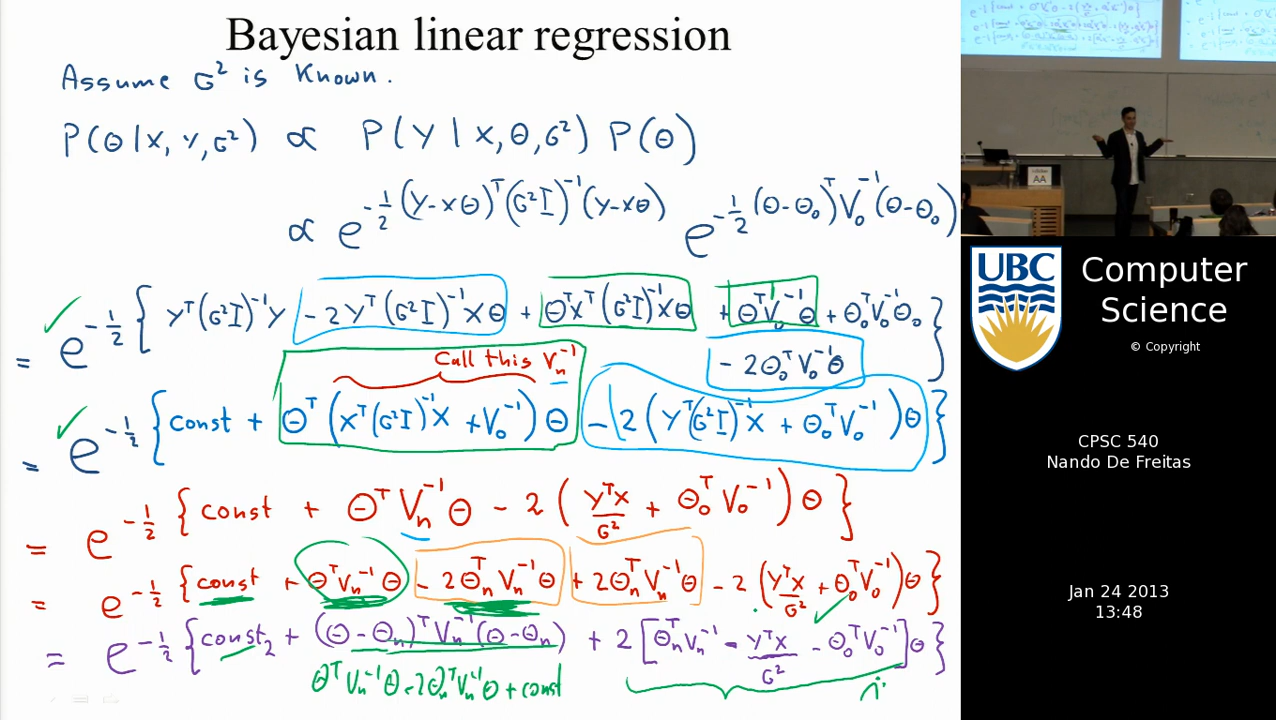 Bayesian linear regression
Assume σ² is known.
P(θ|X,Y,σ²) ∝ P(Y|X,θ,σ²) P(θ)
∝ e^{-1/2 (Y-Xθ)ᵀ(σ²I)⁻¹(Y-Xθ)} e^{-1/2 (θ-θ₀)ᵀV₀⁻¹(θ-θ₀)}
= e^{-1/2 { Yᵀ(σ²I)⁻¹Y - 2Yᵀ(σ²I)⁻¹Xθ + θᵀXᵀ(σ²I)⁻¹Xθ + θᵀV₀⁻¹θ + θ₀ᵀV₀⁻¹θ₀
- 2θ₀ᵀV₀⁻¹θ }}
Call this Vₙ⁻¹
= e^{-1/2 { const + θᵀ(Xᵀ(σ²I)⁻¹X + V₀⁻¹)θ - 2(Yᵀ(σ²I)⁻¹X + θ₀ᵀV₀⁻¹)θ }}
= e^{-1/2 { const + θᵀVₙ⁻¹θ - 2(YᵀX/σ² + θ₀ᵀV₀⁻¹)θ }}
= e^{-1/2 { const + θᵀVₙ⁻¹θ - 2θₙᵀVₙ⁻¹θ + 2θₙᵀVₙ⁻¹θ - 2(YᵀX/σ² + θ₀ᵀV₀⁻¹)θ }}
= e^{-1/2 { const₂ + (θ-θₙ)ᵀVₙ⁻¹(θ-θₙ) + 2[θₙᵀVₙ⁻¹ - YᵀX/σ² - θ₀ᵀV₀⁻¹]θ }}
θᵀVₙ⁻¹θ - 2θₙᵀVₙ⁻¹θ + const
AA
UBC
Computer
Science
© Copyright
CPSC 540
Nando De Freitas
Jan 24 2013
13:48